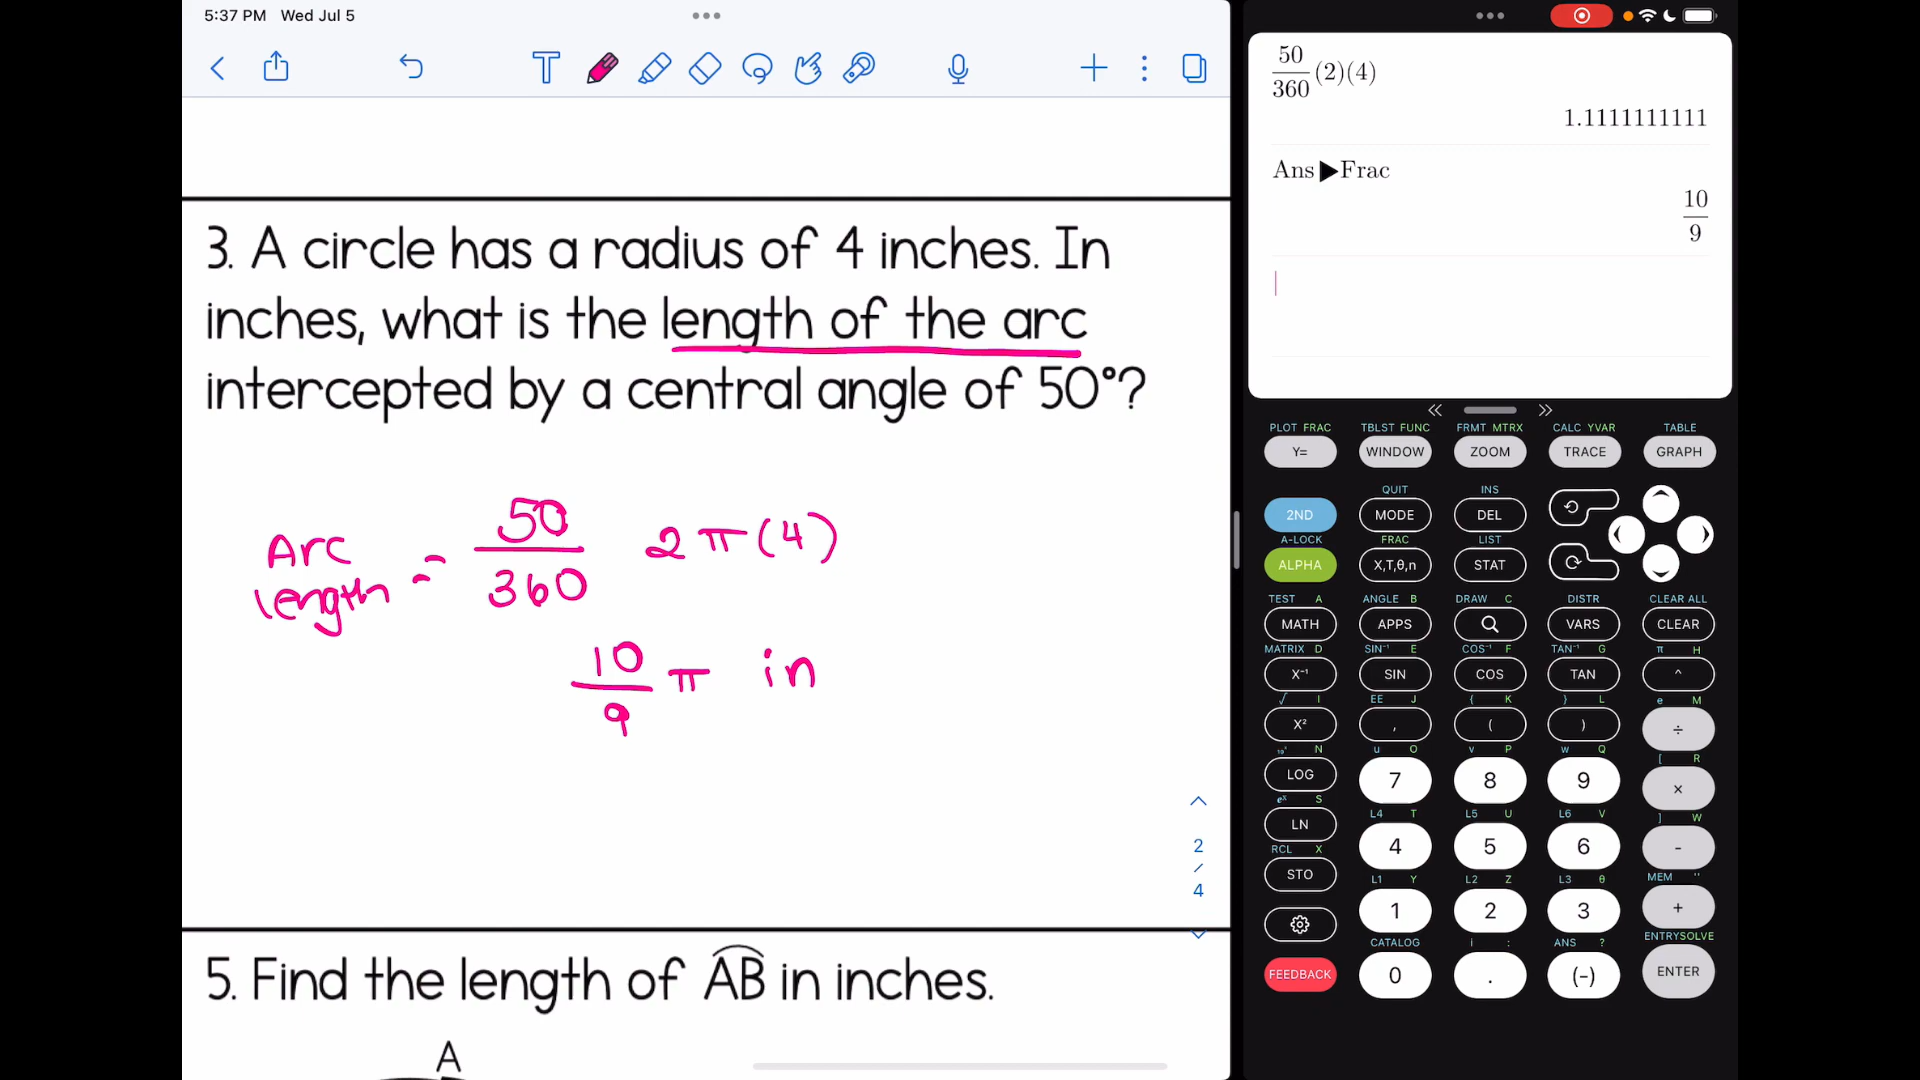 5:37 PM Wed Jul 5
3. A circle has a radius of 4 inches. In
inches, what is the length of the arc
intercepted by a central angle of 50°?
Arc
length = 50/360 2π(4)
10/9 π in
2
/
4
5. Find the length of AB in inches.
A
50/360 (2)(4)
1.1111111111
Ans▶Frac
10/9
PLOT FRAC TBLST FUNC FRMT MTRX CALC YVAR TABLE
Y= WINDOW ZOOM TRACE GRAPH
QUIT INS
2ND MODE DEL
A-LOCK FRAC LIST
ALPHA X,T,θ,n STAT
TEST A ANGLE B DRAW C DISTR CLEAR ALL
MATH APPS VARS CLEAR
MATRIX D SIN⁻¹ E COS⁻¹ F TAN⁻¹ G π H
X⁻¹ SIN COS TAN ^
√ I EE J { K } L e M
X² , ( ) ÷
10ˣ N u O v P w Q [ R
LOG 7 8 9 ×
eˣ S L4 T L5 U L6 V ] W
LN 4 5 6 -
RCL X L1 Y L2 Z L3 θ MEM "
STO 1 2 3 +
CATALOG i : ANS ? ENTRY SOLVE
FEEDBACK 0 . (-) ENTER